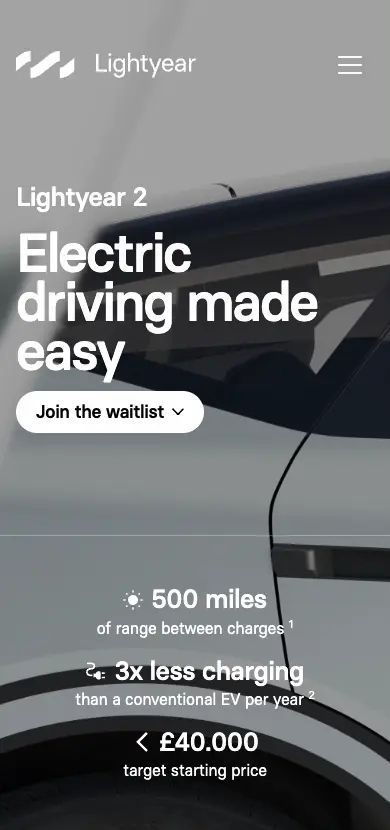 Lightyear
Lightyear 2
Electric
driving made
easy
Join the waitlist
500 miles
of range between charges ¹
3x less charging
than a conventional EV per year ²
< £40.000
target starting price